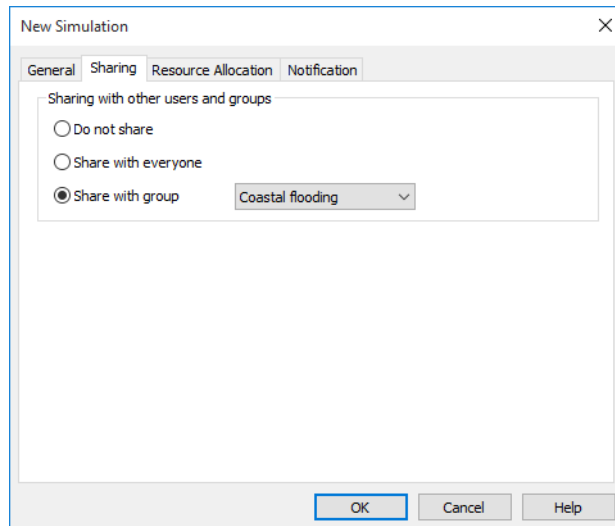 New Simulation
General Sharing Resource Allocation Notification
Sharing with other users and groups
Do not share
Share with everyone
Share with group Coastal flooding
OK Cancel Help